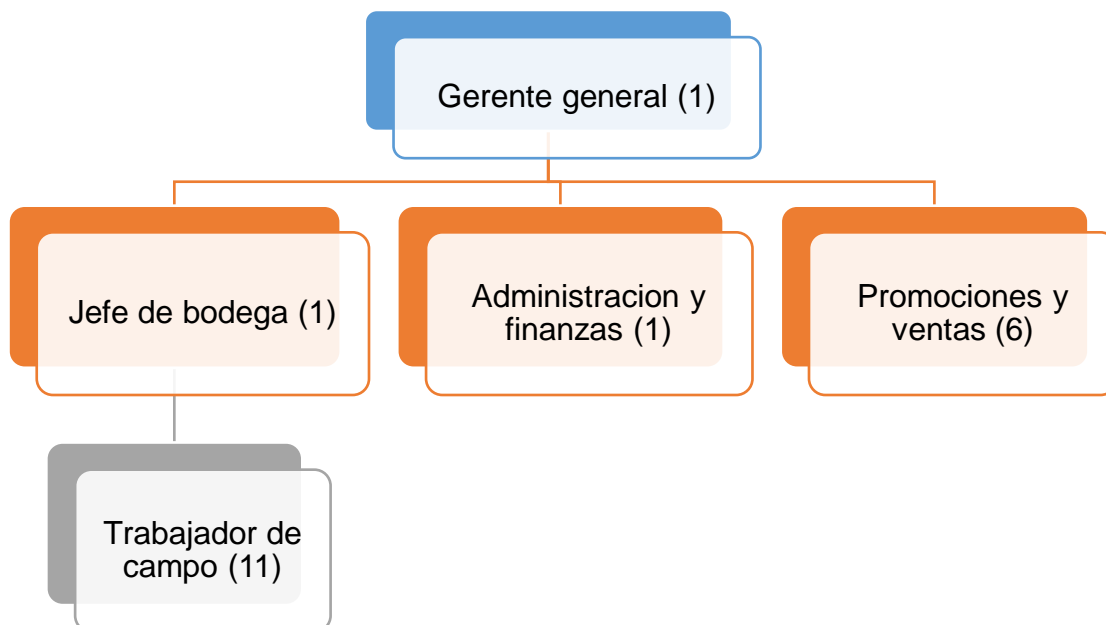 Gerente general (1)
Jefe de bodega (1)
Administracion y
finanzas (1)
Promociones y
ventas (6)
Trabajador de
campo (11)